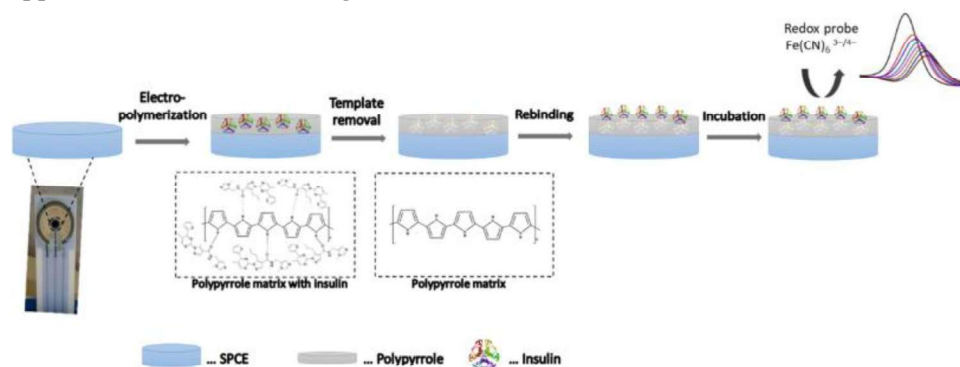 Redox probe
Fe(CN)₆ ³⁻/⁴⁻
Electro-
polymerization
Template
removal
Rebinding
Incubation
Polypyrrole matrix with insulin
Polypyrrole matrix
... SPCE
... Polypyrrole
... Insulin